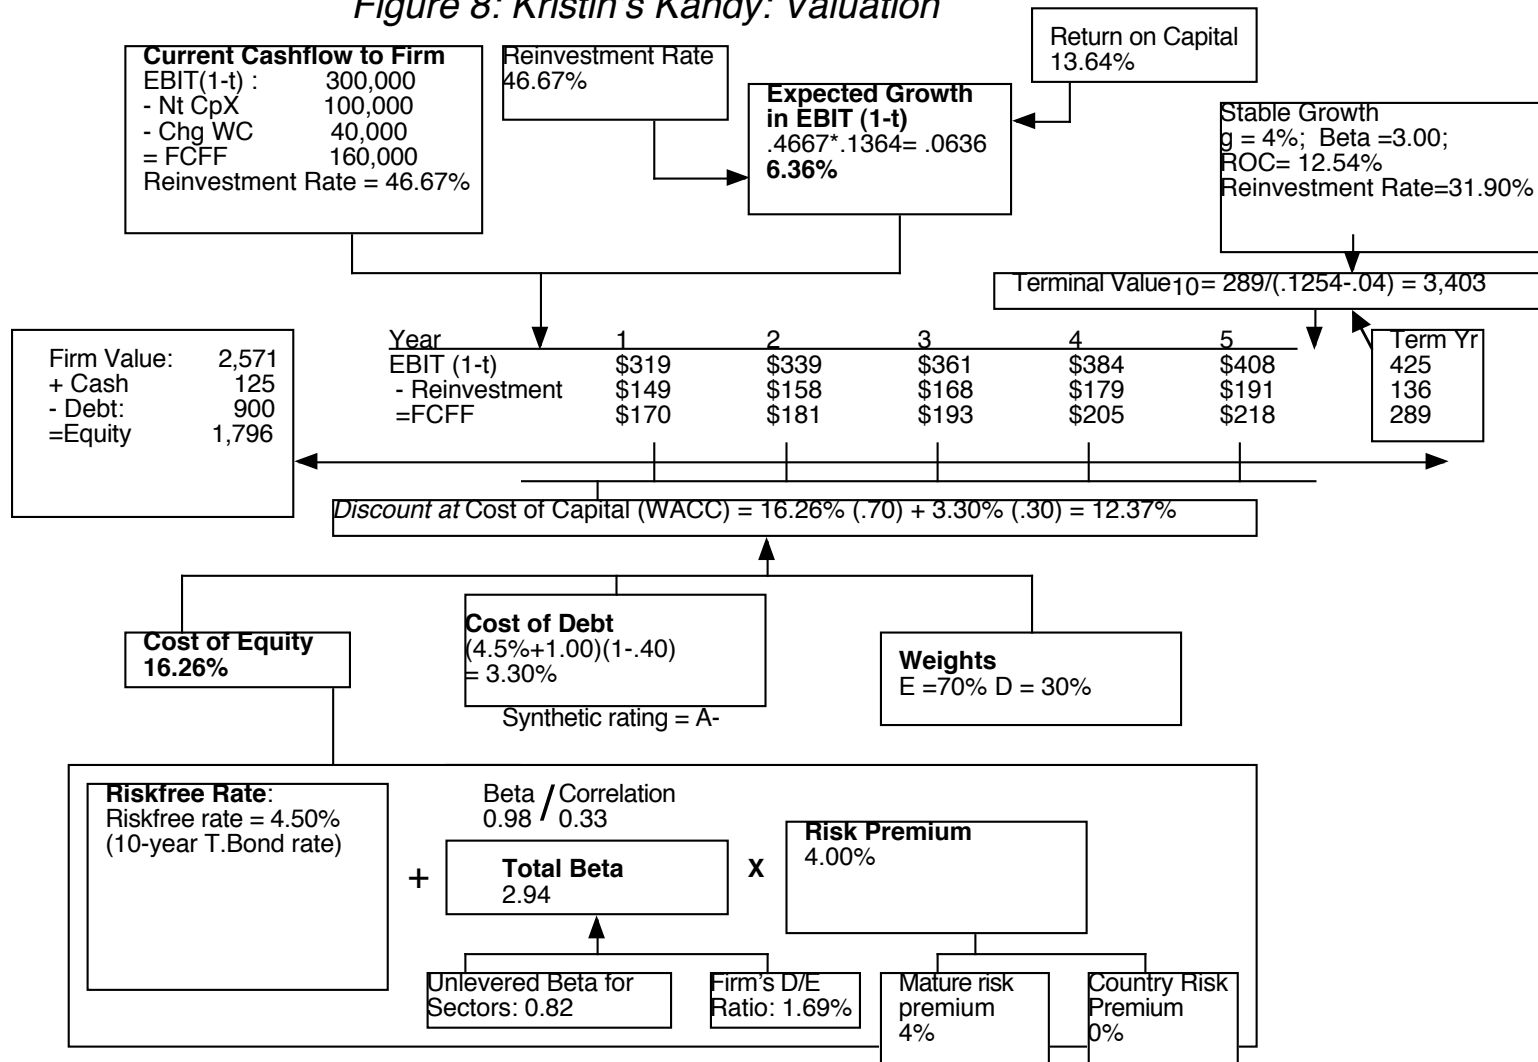 Figure 8: Kristin's Kandy: Valuation
Current Cashflow to Firm
EBIT(1-t) : 300,000
- Nt CpX 100,000
- Chg WC 40,000
= FCFF 160,000
Reinvestment Rate = 46.67%
Reinvestment Rate
46.67%
Return on Capital
13.64%
Expected Growth
in EBIT (1-t)
.4667*.1364= .0636
6.36%
Stable Growth
g = 4%; Beta =3.00;
ROC= 12.54%
Reinvestment Rate=31.90%
Terminal Value10= 289/(.1254-.04) = 3,403
Firm Value: 2,571
+ Cash 125
- Debt: 900
=Equity 1,796
Year 1 2 3 4 5
EBIT (1-t) $319 $339 $361 $384 $408
- Reinvestment $149 $158 $168 $179 $191
=FCFF $170 $181 $193 $205 $218
Term Yr
425
136
289
Discount at Cost of Capital (WACC) = 16.26% (.70) + 3.30% (.30) = 12.37%
Cost of Equity
16.26%
Cost of Debt
(4.5%+1.00)(1-.40)
= 3.30%
Synthetic rating = A-
Weights
E =70% D = 30%
Riskfree Rate:
Riskfree rate = 4.50%
(10-year T.Bond rate)
+
Beta / Correlation
0.98 / 0.33
Total Beta
2.94
X
Risk Premium
4.00%
Unlevered Beta for
Sectors: 0.82
Firm's D/E
Ratio: 1.69%
Mature risk
premium
4%
Country Risk
Premium
0%